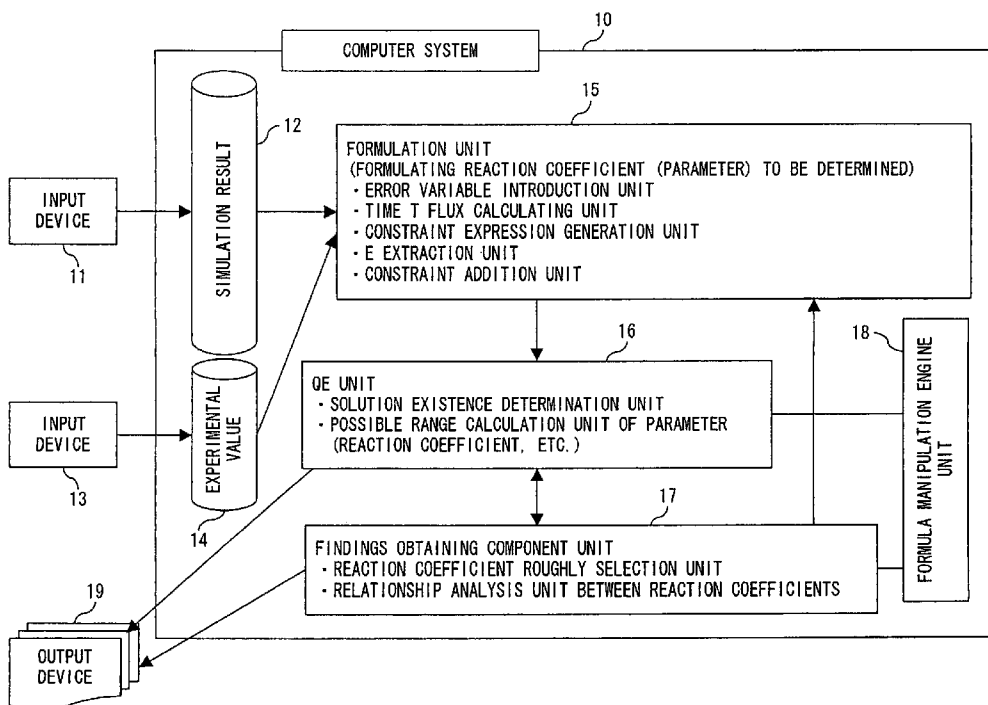 10
COMPUTER SYSTEM
15
12
FORMULATION UNIT
(FORMULATING REACTION COEFFICIENT (PARAMETER) TO BE DETERMINED)
・ERROR VARIABLE INTRODUCTION UNIT
・TIME T FLUX CALCULATING UNIT
・CONSTRAINT EXPRESSION GENERATION UNIT
・E EXTRACTION UNIT
・CONSTRAINT ADDITION UNIT
INPUT
DEVICE
11
SIMULATION RESULT
16
18
QE UNIT
・SOLUTION EXISTENCE DETERMINATION UNIT
・POSSIBLE RANGE CALCULATION UNIT OF PARAMETER
(REACTION COEFFICIENT, ETC.)
INPUT
DEVICE
13
EXPERIMENTAL
VALUE
14
FORMULA MANIPULATION ENGINE
UNIT
17
FINDINGS OBTAINING COMPONENT UNIT
・REACTION COEFFICIENT ROUGHLY SELECTION UNIT
・RELATIONSHIP ANALYSIS UNIT BETWEEN REACTION COEFFICIENTS
19
OUTPUT
DEVICE